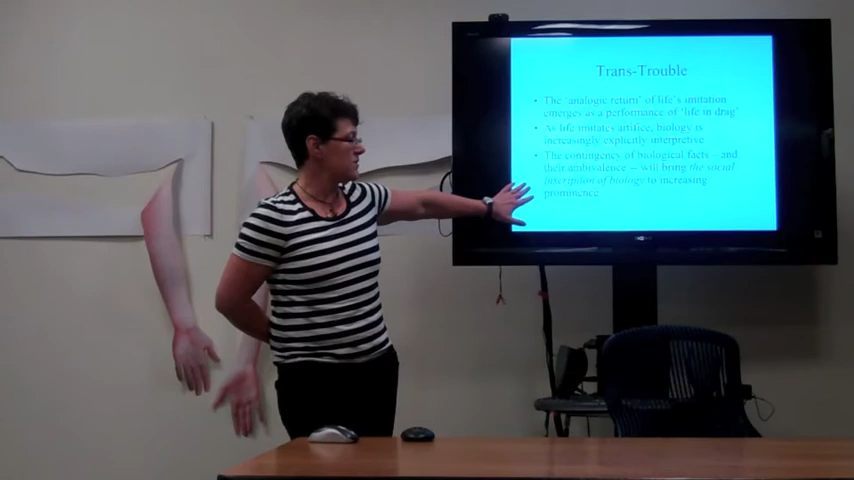 Trans-Trouble
• The 'analogic return' of life's imitation
emerges as a performance of 'life in drag'
• As life imitates artifice, biology is
increasingly explicitly interpretive
• The contingency of biological facts – and
their ambivalence – will bring the social
inscription of biology to increasing
prominence